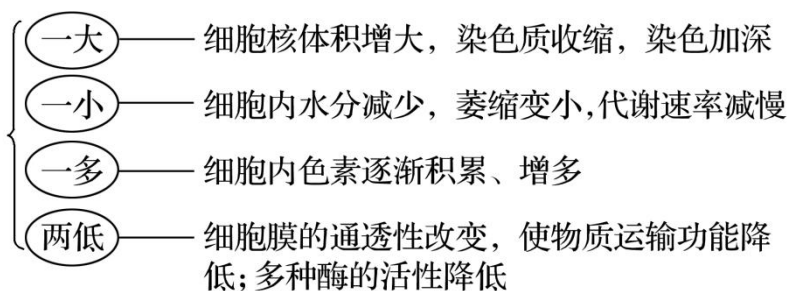 一大 细胞核体积增大，染色质收缩，染色加深
一小 细胞内水分减少，萎缩变小,代谢速率减慢
一多 细胞内色素逐渐积累、增多
两低 细胞膜的通透性改变，使物质运输功能降
低；多种酶的活性降低